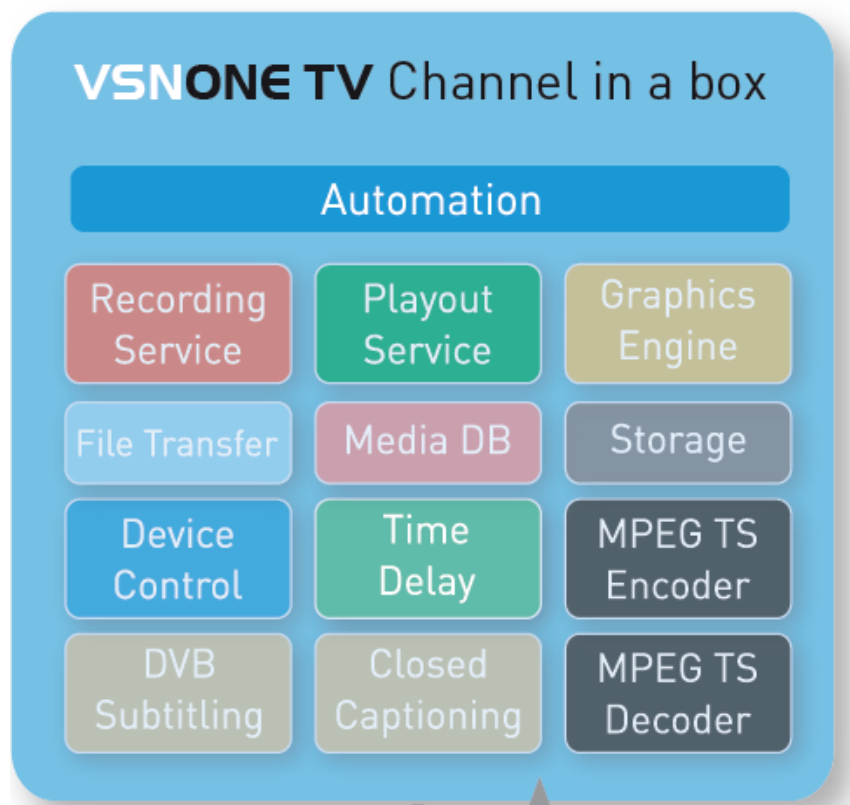 VSNONE TV Channel in a box
Automation
Recording
Service
Playout
Service
Graphics
Engine
File Transfer
Media DB
Storage
Device
Control
Time
Delay
MPEG TS
Encoder
DVB
Subtitling
Closed
Captioning
MPEG TS
Decoder